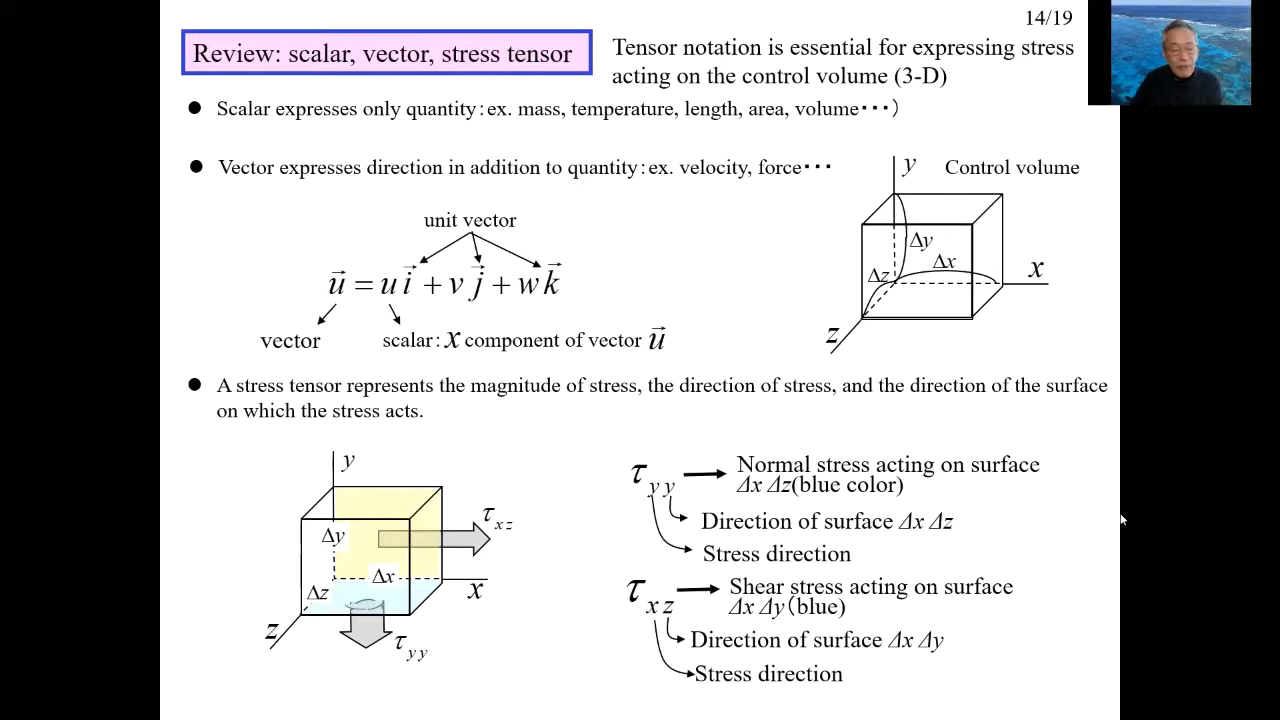 14/19
Review: scalar, vector, stress tensor
Tensor notation is essential for expressing stress
acting on the control volume (3-D)
● Scalar expresses only quantity：ex. mass, temperature, length, area, volume･･･）
● Vector expresses direction in addition to quantity：ex. velocity, force･･･
y
Control volume
Δy
Δx
Δz
x
z
unit vector
u⃗ = u i⃗ + v j⃗ + w k⃗
vector
scalar：x component of vector u⃗
● A stress tensor represents the magnitude of stress, the direction of stress, and the direction of the surface
on which the stress acts.
y
τxz
Δy
Δx
Δz
x
z
τyy
τyy
Normal stress acting on surface
Δx Δz(blue color)
Direction of surface Δx Δz
Stress direction
τxz
Shear stress acting on surface
Δx Δy（blue)
Direction of surface Δx Δy
Stress direction